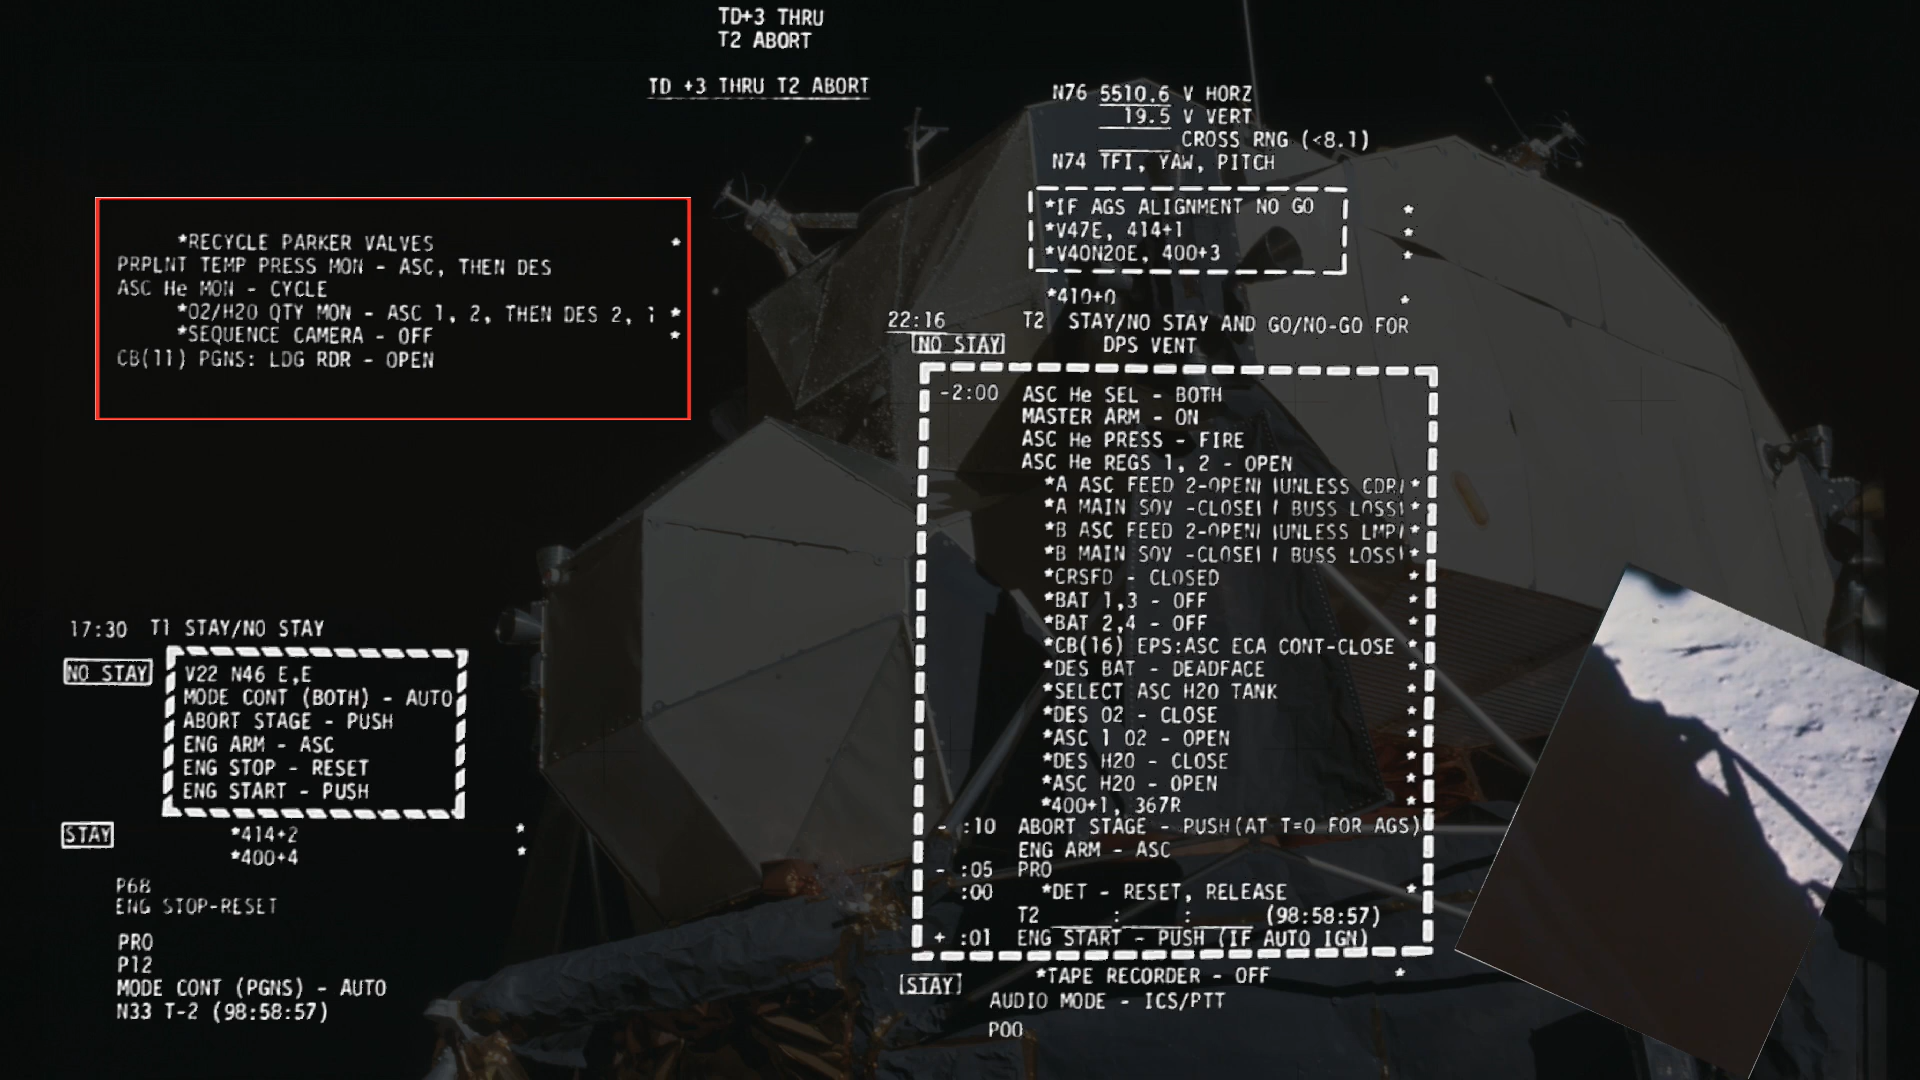 TD+3 THRU
T2 ABORT
TD +3 THRU T2 ABORT
*RECYCLE PARKER VALVES *
PRPLNT TEMP PRESS MON - ASC, THEN DES
ASC He MON - CYCLE
*O2/H2O QTY MON - ASC 1, 2, THEN DES 2, 1 *
*SEQUENCE CAMERA - OFF *
CB(11) PGNS: LDG RDR - OPEN
17:30 T1 STAY/NO STAY
NO STAY
V22 N46 E,E
MODE CONT (BOTH) - AUTO
ABORT STAGE - PUSH
ENG ARM - ASC
ENG STOP - RESET
ENG START - PUSH
STAY
*414+2 *
*400+4 *
P68
ENG STOP-RESET
PRO
P12
MODE CONT (PGNS) - AUTO
N33 T-2 (98:58:57)
N76 5510.6 V HORZ
19.5 V VERT
CROSS RNG (<8.1)
N74 TFI, YAW, PITCH
*IF AGS ALIGNMENT NO GO *
*V47E, 414+1 *
*V40N20E, 400+3 *
*410+0 *
22:16 T2 STAY/NO STAY AND GO/NO-GO FOR
NO STAY DPS VENT
-2:00 ASC He SEL - BOTH
MASTER ARM - ON
ASC He PRESS - FIRE
ASC He REGS 1, 2 - OPEN
*A ASC FEED 2-OPEN( (UNLESS CDR) *
*A MAIN SOV -CLOSE( ( BUSS LOSS) *
*B ASC FEED 2-OPEN( (UNLESS LMP) *
*B MAIN SOV -CLOSE( ( BUSS LOSS) *
*CRSFD - CLOSED *
*BAT 1,3 - OFF *
*BAT 2,4 - OFF *
*CB(16) EPS:ASC ECA CONT-CLOSE *
*DES BAT - DEADFACE *
*SELECT ASC H2O TANK *
*DES O2 - CLOSE *
*ASC 1 O2 - OPEN *
*DES H2O - CLOSE *
*ASC H2O - OPEN *
*400+1, 367R *
- :10 ABORT STAGE - PUSH(AT T=0 FOR AGS)
ENG ARM - ASC
- :05 PRO
:00 *DET - RESET, RELEASE *
T2 ____:____:____ (98:58:57)
+ :01 ENG START - PUSH (IF AUTO IGN)
STAY *TAPE RECORDER - OFF *
AUDIO MODE - ICS/PTT
P00